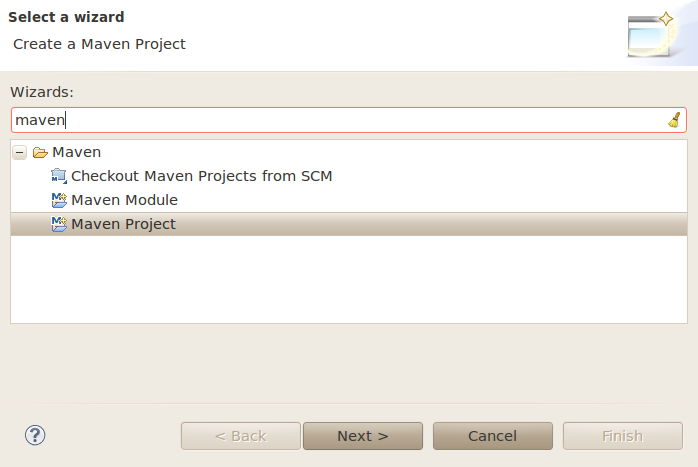 Select a wizard
Create a Maven Project
Wizards:
maven
Maven
Checkout Maven Projects from SCM
Maven Module
Maven Project
? < Back Next > Cancel Finish